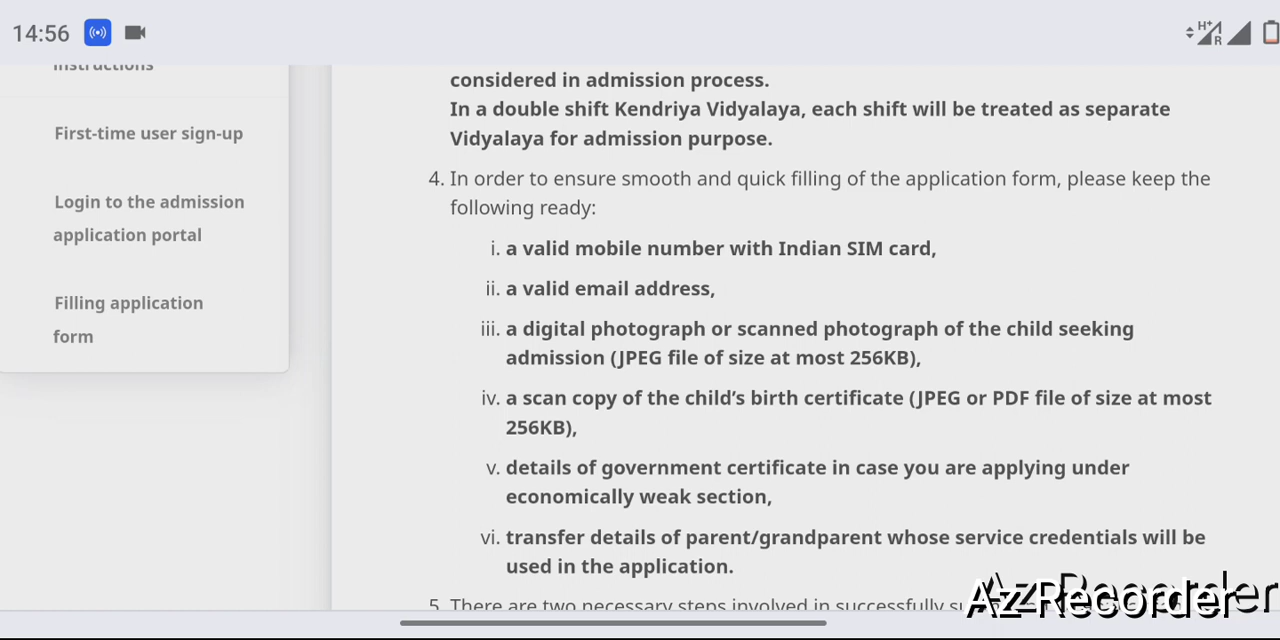 14:56
H+
R
instructions
First-time user sign-up
Login to the admission
application portal
Filling application
form
considered in admission process.
In a double shift Kendriya Vidyalaya, each shift will be treated as separate
Vidyalaya for admission purpose.
4. In order to ensure smooth and quick filling of the application form, please keep the
following ready:
i. a valid mobile number with Indian SIM card,
ii. a valid email address,
iii. a digital photograph or scanned photograph of the child seeking
admission (JPEG file of size at most 256KB),
iv. a scan copy of the child’s birth certificate (JPEG or PDF file of size at most
256KB),
v. details of government certificate in case you are applying under
economically weak section,
vi. transfer details of parent/grandparent whose service credentials will be
used in the application.
5. There are two necessary steps involved in successfully
Az Recorder